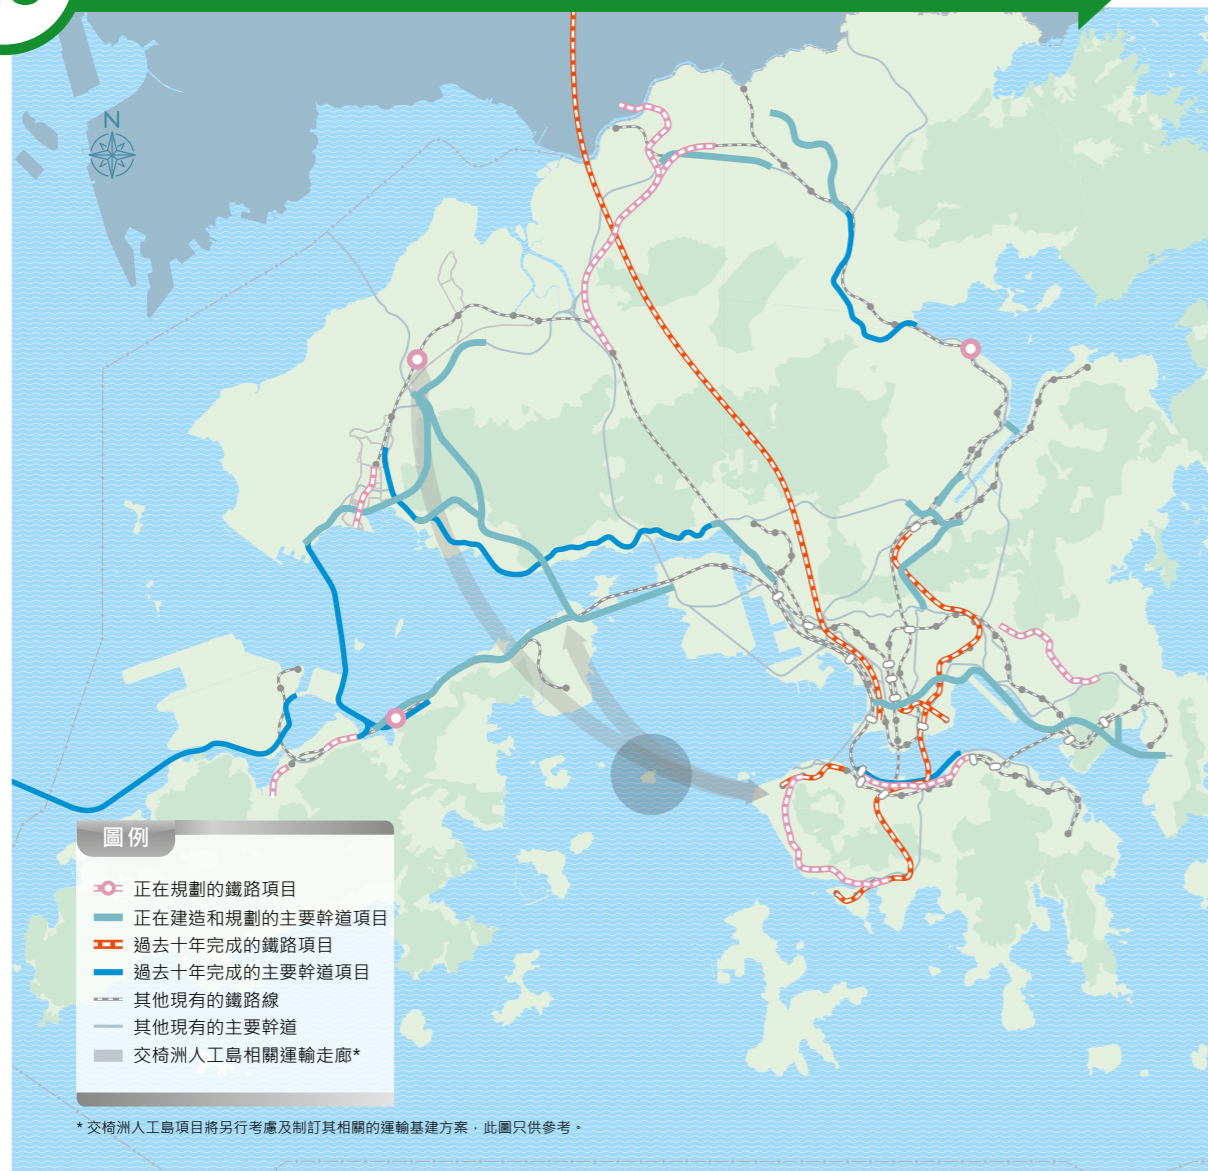 N
圖例
正在規劃的鐵路項目
正在建造和規劃的主要幹道項目
過去十年完成的鐵路項目
過去十年完成的主要幹道項目
其他現有的鐵路線
其他現有的主要幹道
交椅洲人工島相關運輸走廊*
* 交椅洲人工島項目將另行考慮及制訂其相關的運輸基建方案，此圖只供參考。